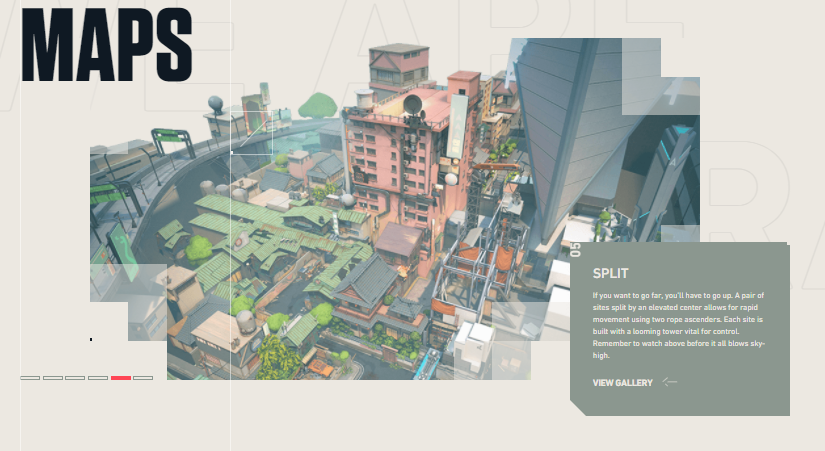 MAPS
WE ARE
05
SPLIT
If you want to go far, you'll have to go up. A pair of
sites split by an elevated center allows for rapid
movement using two rope ascenders. Each site is
built with a looming tower vital for control.
Remember to watch above before it all blows sky-
high.
VIEW GALLERY